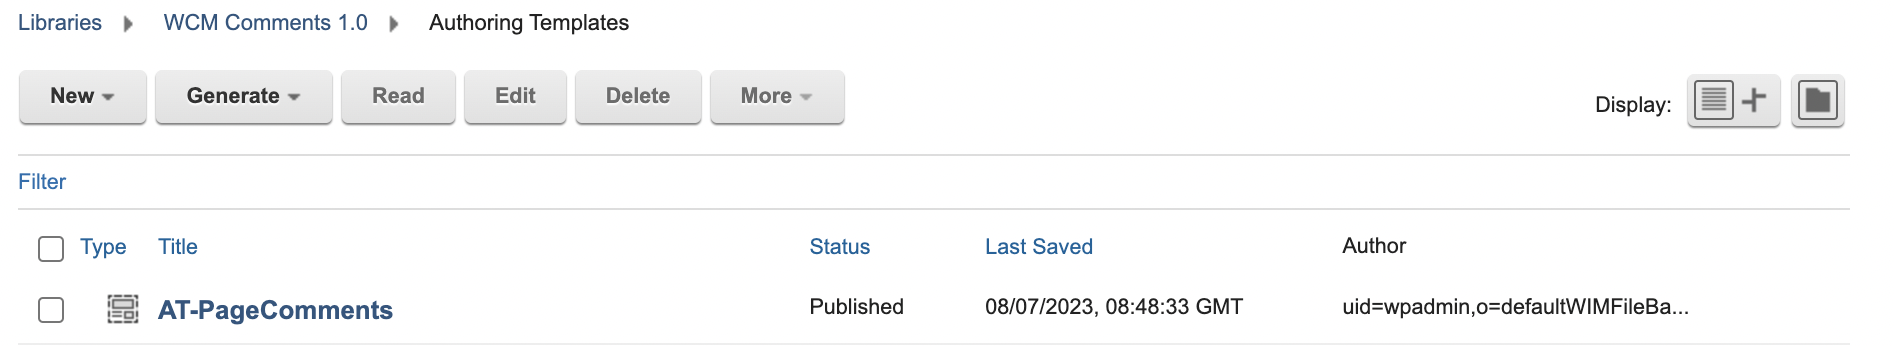 Libraries WCM Comments 1.0 Authoring Templates
New Generate Read Edit Delete More Display:
Filter
Type Title Status Last Saved Author
AT-PageComments Published 08/07/2023, 08:48:33 GMT uid=wpadmin,o=defaultWIMFileBa...